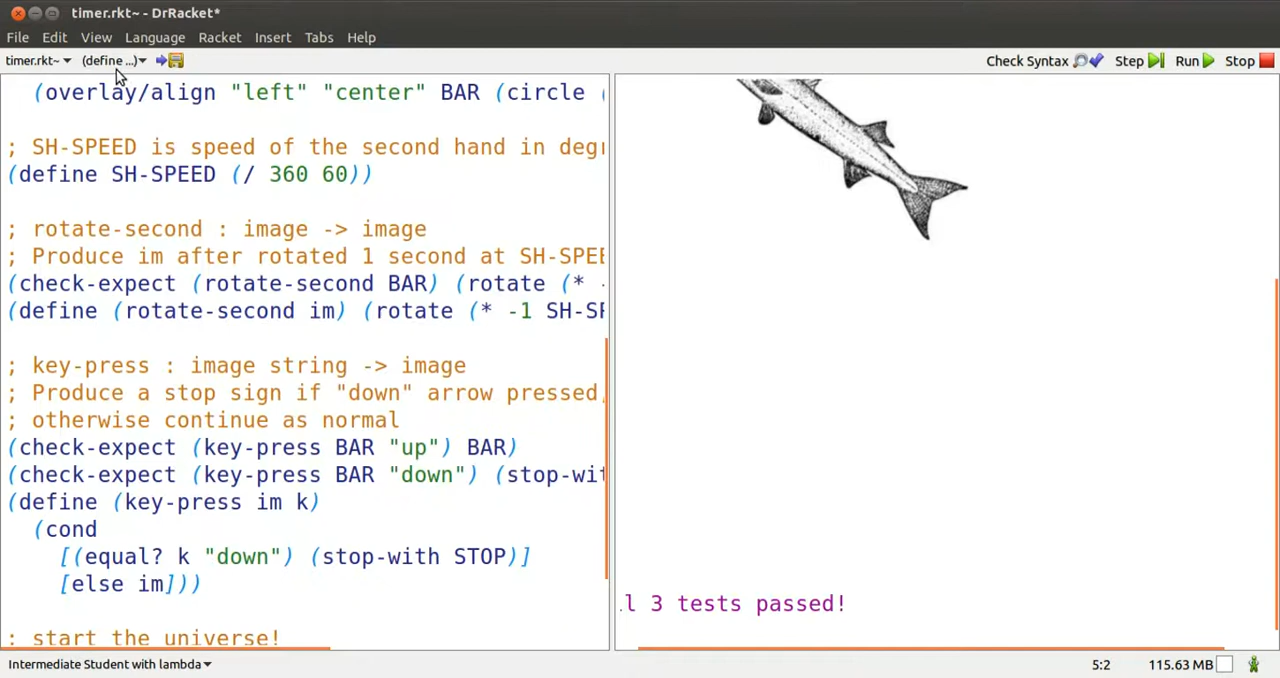 timer.rkt~ - DrRacket*
File Edit View Language Racket Insert Tabs Help
timer.rkt~ (define ...) Check Syntax Step Run Stop
(overlay/align "left" "center" BAR (circle (
; SH-SPEED is speed of the second hand in degr
(define SH-SPEED (/ 360 60))
; rotate-second : image -> image
; Produce im after rotated 1 second at SH-SPEE
(check-expect (rotate-second BAR) (rotate (* -
(define (rotate-second im) (rotate (* -1 SH-SP
; key-press : image string -> image
; Produce a stop sign if "down" arrow pressed,
; otherwise continue as normal
(check-expect (key-press BAR "up") BAR)
(check-expect (key-press BAR "down") (stop-wit
(define (key-press im k)
(cond
[(equal? k "down") (stop-with STOP)]
[else im]))
; start the universe!
l 3 tests passed!
Intermediate Student with lambda 5:2 115.63 MB